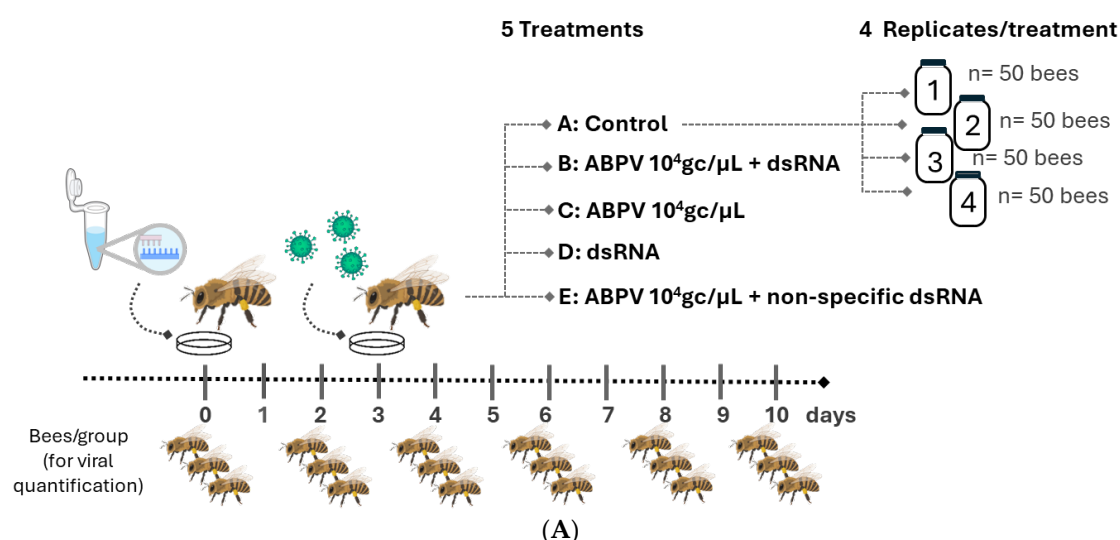 5 Treatments
4 Replicates/treatment
1
n= 50 bees
2
n= 50 bees
3
n= 50 bees
4
n= 50 bees
A: Control
B: ABPV 10⁴gc/µL + dsRNA
C: ABPV 10⁴gc/µL
D: dsRNA
E: ABPV 10⁴gc/µL + non-specific dsRNA
0 1 2 3 4 5 6 7 8 9 10 days
Bees/group
(for viral
quantification)
(A)